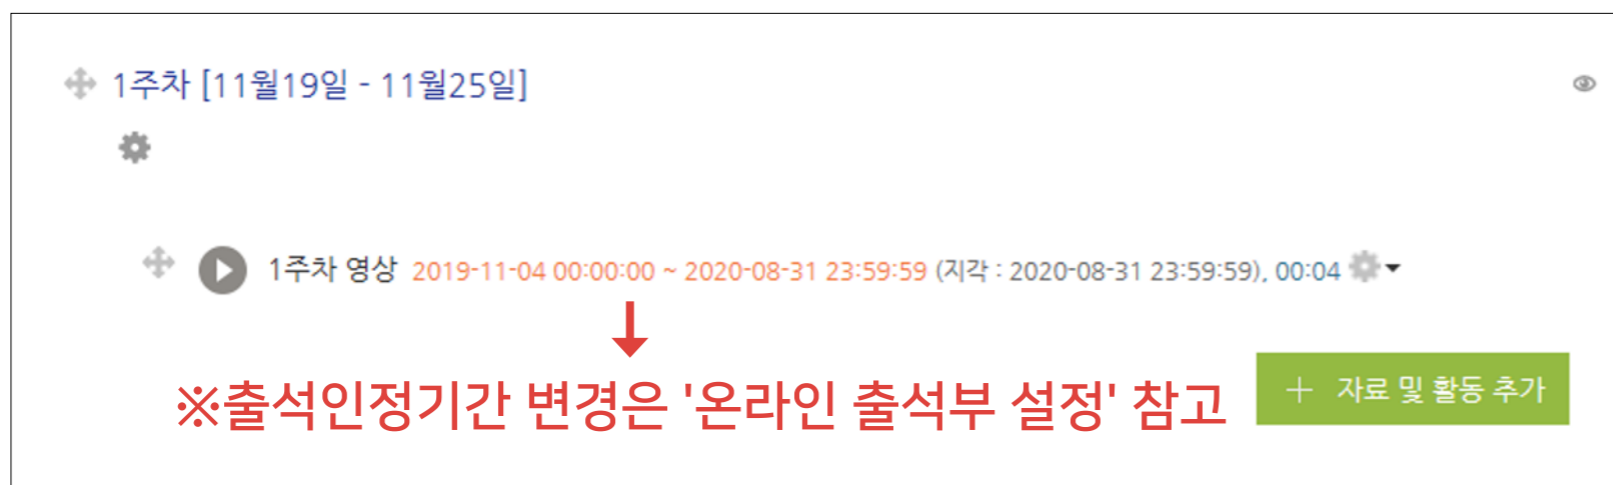 1주차 [11월19일 - 11월25일]
1주차 영상 2019-11-04 00:00:00 ~ 2020-08-31 23:59:59 (지각 : 2020-08-31 23:59:59), 00:04
※출석인정기간 변경은 '온라인 출석부 설정' 참고
+ 자료 및 활동 추가